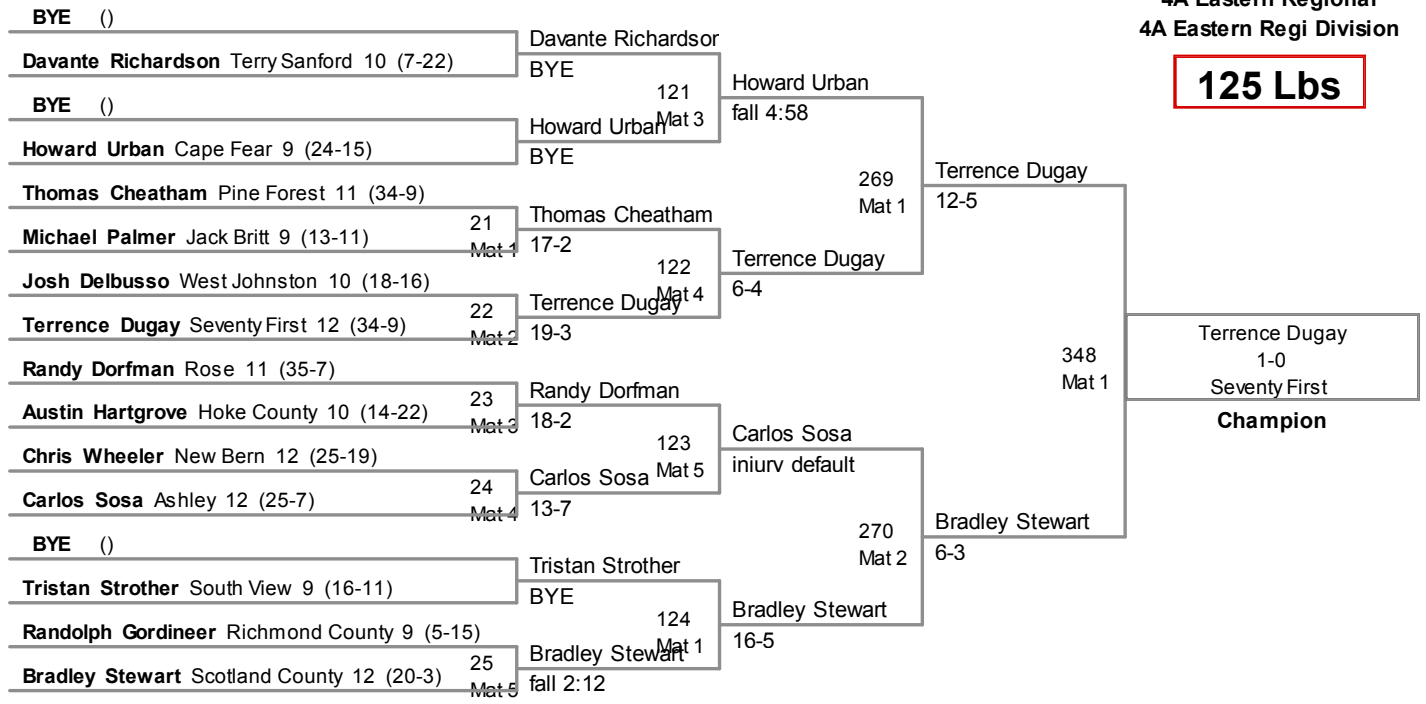 4A Eastern Regional
4A Eastern Regi Division
125 Lbs
BYE ()
Davante Richardson Terry Sanford 10 (7-22)
BYE ()
Howard Urban Cape Fear 9 (24-15)
Thomas Cheatham Pine Forest 11 (34-9)
Michael Palmer Jack Britt 9 (13-11)
Josh Delbusso West Johnston 10 (18-16)
Terrence Dugay Seventy First 12 (34-9)
Randy Dorfman Rose 11 (35-7)
Austin Hartgrove Hoke County 10 (14-22)
Chris Wheeler New Bern 12 (25-19)
Carlos Sosa Ashley 12 (25-7)
BYE ()
Tristan Strother South View 9 (16-11)
Randolph Gordineer Richmond County 9 (5-15)
Bradley Stewart Scotland County 12 (20-3)
21
Mat 1
22
Mat 2
23
Mat 3
24
Mat 4
25
Mat 5
Davante Richardsor
BYE
Howard Urban
BYE
Thomas Cheatham
17-2
Terrence Dugay
19-3
Randy Dorfman
18-2
Carlos Sosa
13-7
Tristan Strother
BYE
Bradley Stewart
fall 2:12
121
Mat 3
122
Mat 4
123
Mat 5
124
Mat 1
Howard Urban
fall 4:58
Terrence Dugay
6-4
Carlos Sosa
iniurv default
Bradley Stewart
16-5
269
Mat 1
270
Mat 2
Terrence Dugay
12-5
Bradley Stewart
6-3
348
Mat 1
Terrence Dugay
1-0
Seventy First
Champion